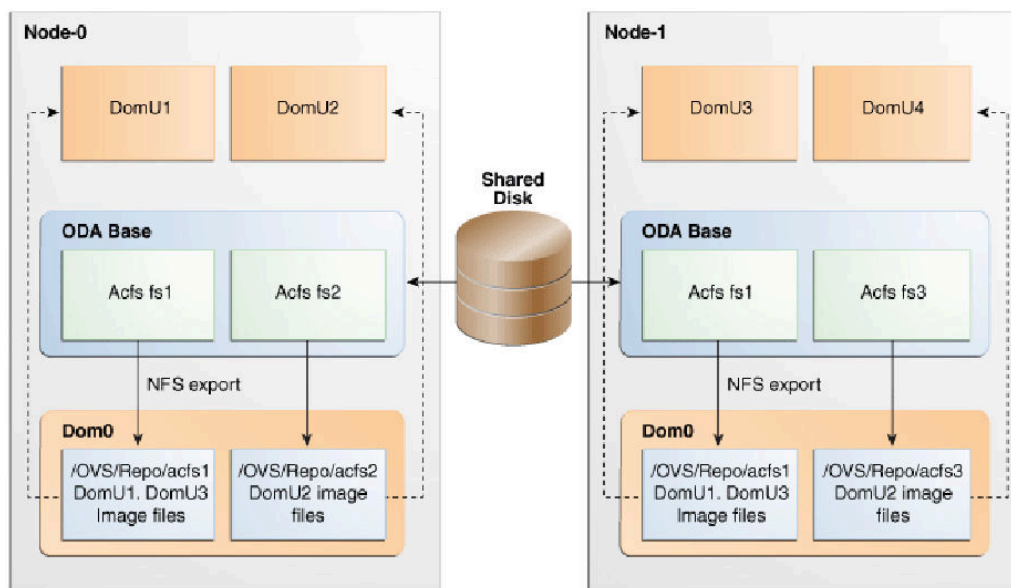 Node-0
DomU1
DomU2
ODA Base
Acfs fs1
Acfs fs2
NFS export
Dom0
/OVS/Repo/acfs1
DomU1. DomU3
Image files
/OVS/Repo/acfs2
DomU2 image
files
Shared
Disk
Node-1
DomU3
DomU4
ODA Base
Acfs fs1
Acfs fs3
NFS export
Dom0
/OVS/Repo/acfs1
DomU1. DomU3
Image files
/OVS/Repo/acfs3
DomU2 image
files